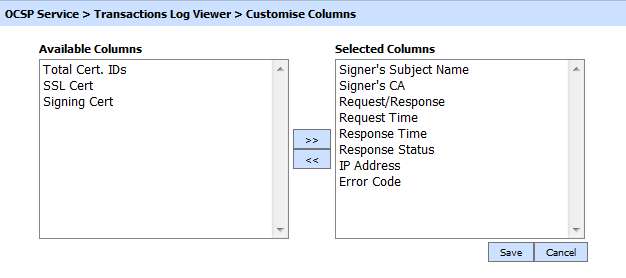 OCSP Service > Transactions Log Viewer > Customise Columns
Available Columns
Total Cert. IDs
SSL Cert
Signing Cert
>>
<<
Selected Columns
Signer's Subject Name
Signer's CA
Request/Response
Request Time
Response Time
Response Status
IP Address
Error Code
Save
Cancel